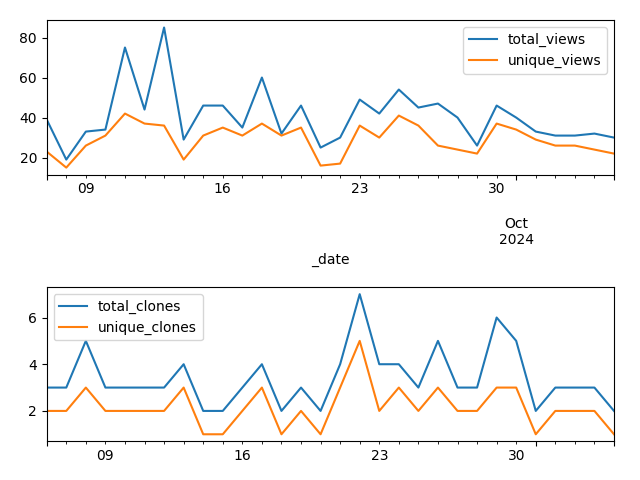 80
60
40
20
total_views
unique_views
09
16
23
30
Oct
2024
_date
6
4
2
total_clones
unique_clones
09
16
23
30